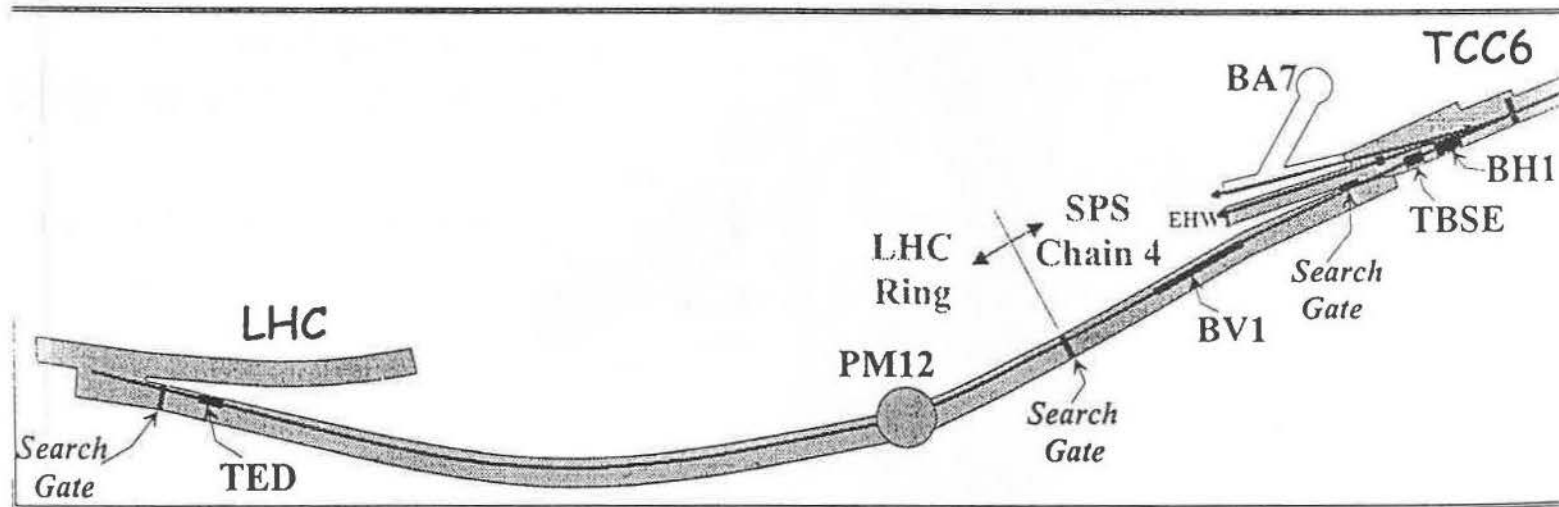 TCC6
BA7
BH1
TBSE
EHW1
SPS
Chain 4
LHC
Ring
Search
Gate
BV1
LHC
PM12
Search
Gate
Search
Gate
TED